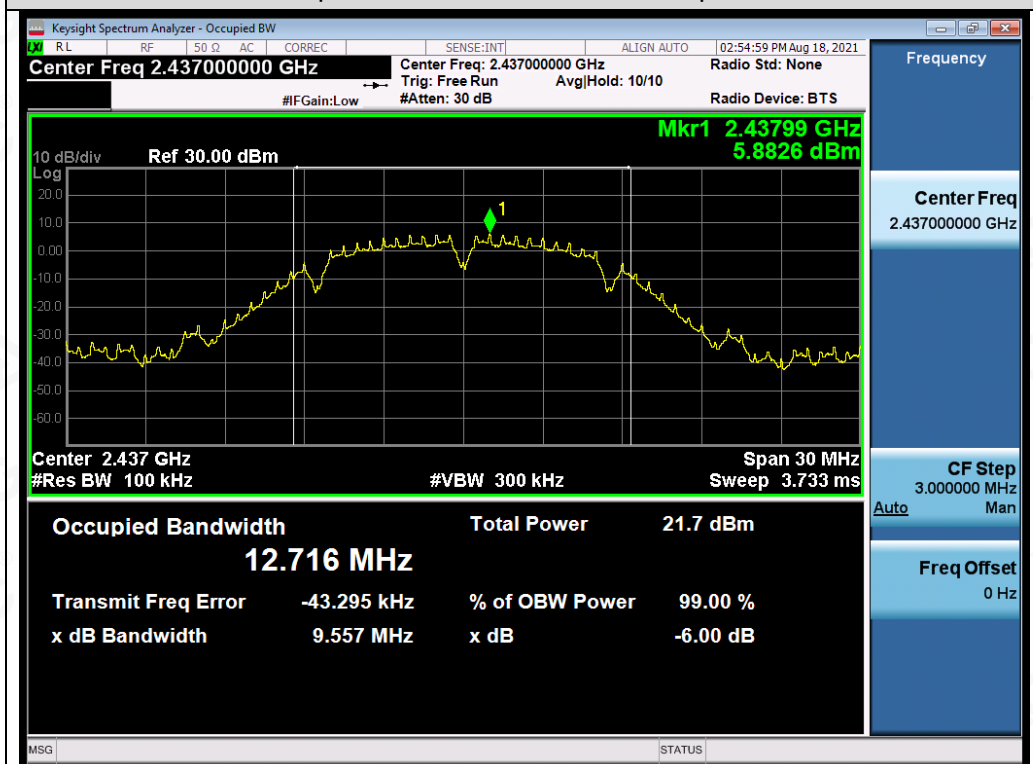 Keysight Spectrum Analyzer - Occupied BW
LXI RL RF 50 Ω AC CORREC SENSE:INT ALIGN AUTO 02:54:59 PM Aug 18, 2021
Center Freq 2.437000000 GHz Center Freq: 2.437000000 GHz Radio Std: None
Trig: Free Run Avg|Hold: 10/10
#IFGain:Low #Atten: 30 dB Radio Device: BTS
Mkr1 2.43799 GHz
5.8826 dBm
10 dB/div Ref 30.00 dBm
Log
20.0
1
10.0
0.00
-10.0
-20.0
-30.0
-40.0
-50.0
-60.0
Center 2.437 GHz Span 30 MHz
#Res BW 100 kHz #VBW 300 kHz Sweep 3.733 ms
Occupied Bandwidth Total Power 21.7 dBm
12.716 MHz
Transmit Freq Error -43.295 kHz % of OBW Power 99.00 %
x dB Bandwidth 9.557 MHz x dB -6.00 dB
MSG STATUS
Frequency
Center Freq
2.437000000 GHz
CF Step
3.000000 MHz
Auto Man
Freq Offset
0 Hz